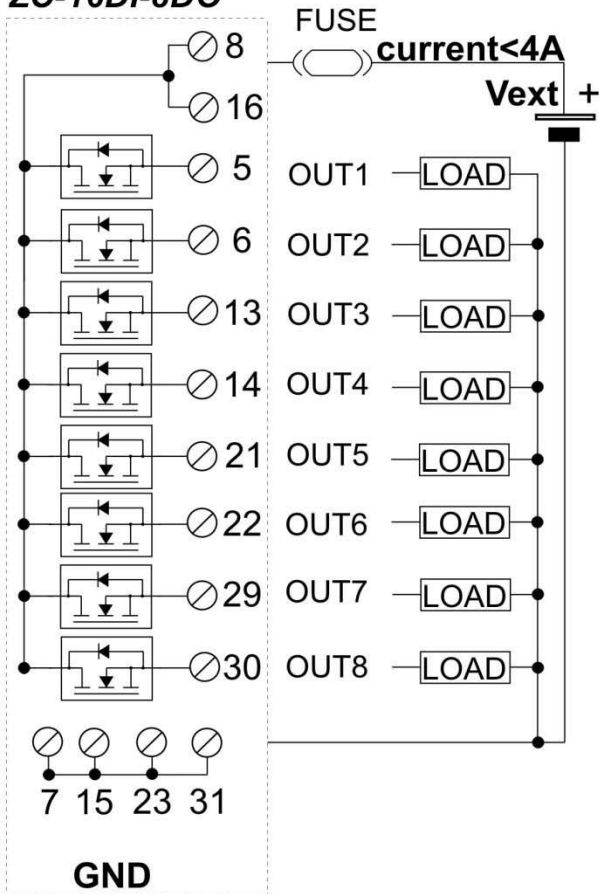 FUSE
8
current<4A
Vext +
16
5 OUT1 LOAD
6 OUT2 LOAD
13 OUT3 LOAD
14 OUT4 LOAD
21 OUT5 LOAD
22 OUT6 LOAD
29 OUT7 LOAD
30 OUT8 LOAD
7 15 23 31
GND